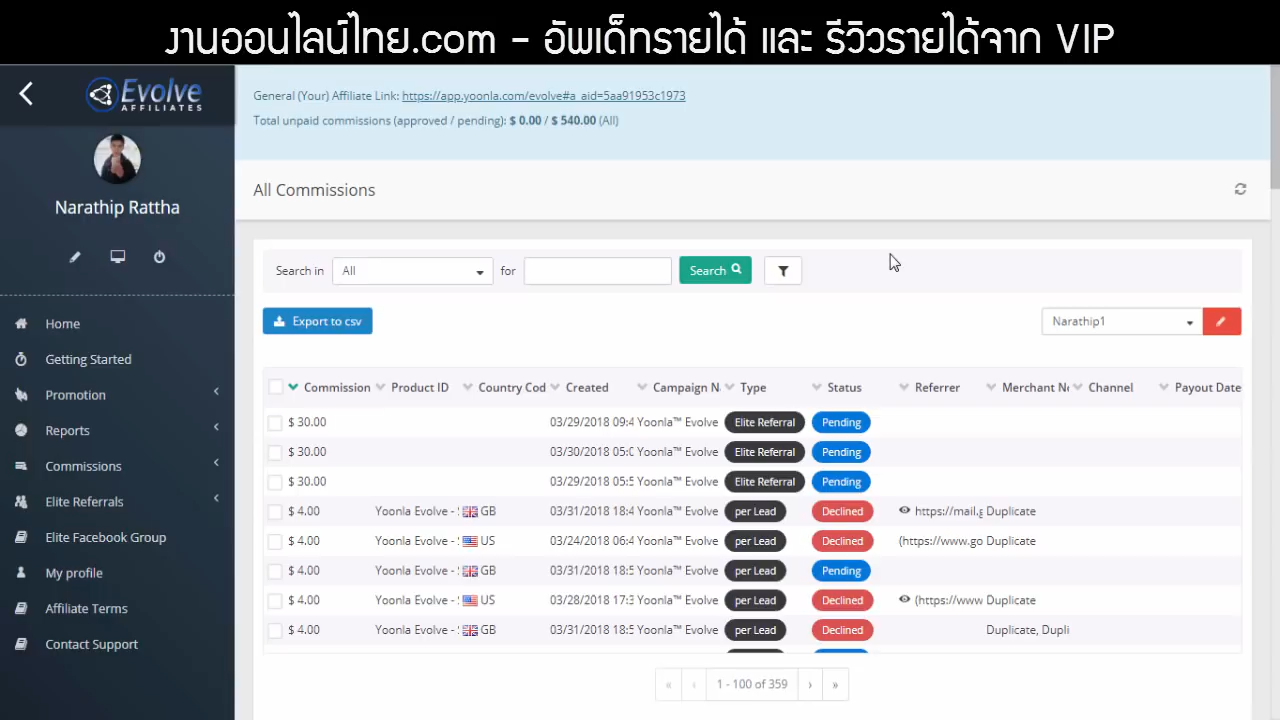 งานออนไลน์ไทย.com - อัพเด็ทรายได้ และ รีวิวรายได้จาก VIP
Evolve
AFFILIATES
Narathip Rattha
Home
Getting Started
Promotion
Reports
Commissions
Elite Referrals
Elite Facebook Group
My profile
Affiliate Terms
Contact Support
General (Your) Affiliate Link: https://app.yoonla.com/evolve#a_aid=5aa91953c1973
Total unpaid commissions (approved / pending): $ 0.00 / $ 540.00 (All)
All Commissions
Search in All for Search
Export to csv Narathip1
Commission Product ID Country Cod Created Campaign N. Type Status Referrer Merchant No Channel Payout Date
$ 30.00 03/29/2018 09:4 Yoonla™ Evolve Elite Referral Pending
$ 30.00 03/30/2018 05:0 Yoonla™ Evolve Elite Referral Pending
$ 30.00 03/29/2018 05:5 Yoonla™ Evolve Elite Referral Pending
$ 4.00 Yoonla Evolve - GB 03/31/2018 18:4 Yoonla™ Evolve per Lead Declined https://mail.g Duplicate
$ 4.00 Yoonla Evolve - US 03/24/2018 06:4 Yoonla™ Evolve per Lead Declined (https://www.go Duplicate
$ 4.00 Yoonla Evolve - GB 03/31/2018 18:5 Yoonla™ Evolve per Lead Pending
$ 4.00 Yoonla Evolve - US 03/28/2018 17:3 Yoonla™ Evolve per Lead Declined (https://www Duplicate
$ 4.00 Yoonla Evolve - GB 03/31/2018 18:5 Yoonla™ Evolve per Lead Declined Duplicate, Dupli
« ‹ 1 - 100 of 359 › »